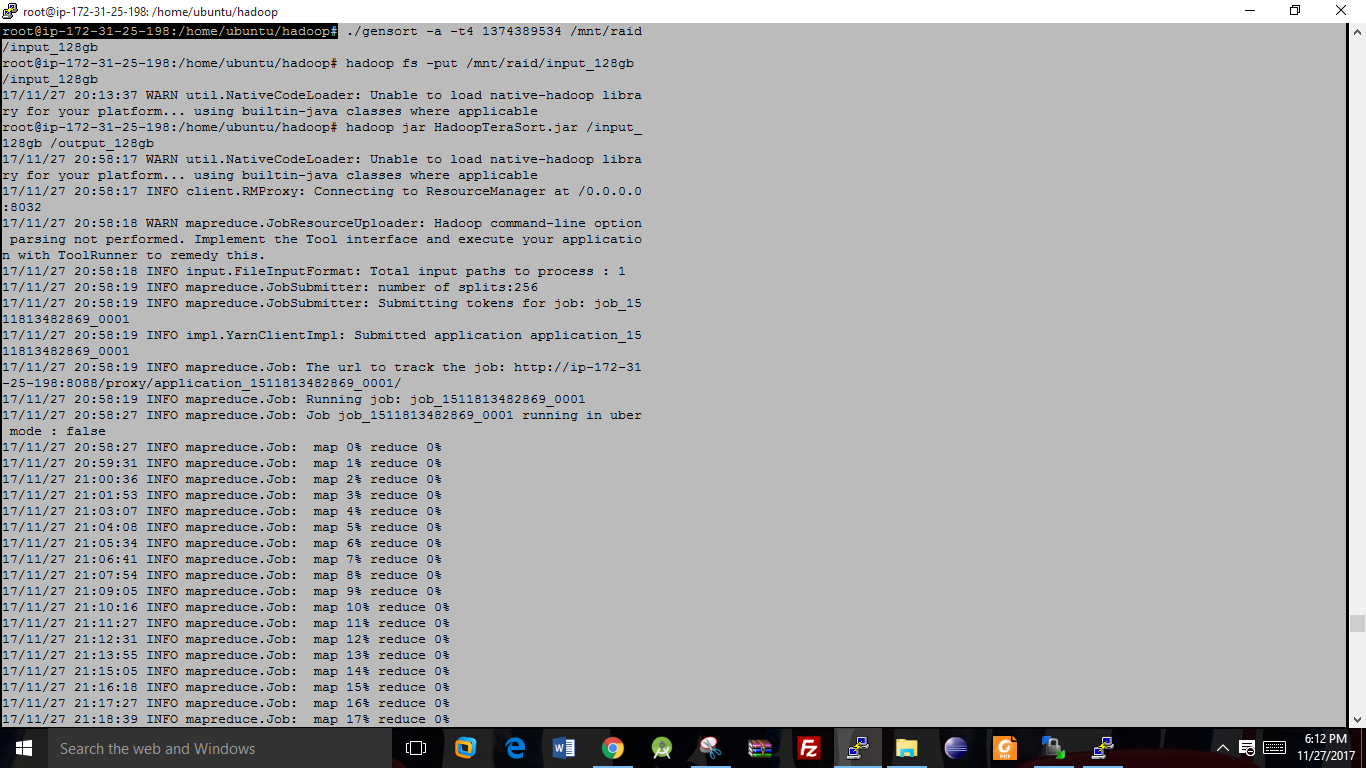 root@ip-172-31-25-198: /home/ubuntu/hadoop
root@ip-172-31-25-198:/home/ubuntu/hadoop# ./gensort -a -t4 1374389534 /mnt/raid
/input_128gb
root@ip-172-31-25-198:/home/ubuntu/hadoop# hadoop fs -put /mnt/raid/input_128gb
/input_128gb
17/11/27 20:13:37 WARN util.NativeCodeLoader: Unable to load native-hadoop libra
ry for your platform... using builtin-java classes where applicable
root@ip-172-31-25-198:/home/ubuntu/hadoop# hadoop jar HadoopTeraSort.jar /input_
128gb /output_128gb
17/11/27 20:58:17 WARN util.NativeCodeLoader: Unable to load native-hadoop libra
ry for your platform... using builtin-java classes where applicable
17/11/27 20:58:17 INFO client.RMProxy: Connecting to ResourceManager at /0.0.0.0
:8032
17/11/27 20:58:18 WARN mapreduce.JobResourceUploader: Hadoop command-line option
 parsing not performed. Implement the Tool interface and execute your applicatio
n with ToolRunner to remedy this.
17/11/27 20:58:18 INFO input.FileInputFormat: Total input paths to process : 1
17/11/27 20:58:19 INFO mapreduce.JobSubmitter: number of splits:256
17/11/27 20:58:19 INFO mapreduce.JobSubmitter: Submitting tokens for job: job_15
11813482869_0001
17/11/27 20:58:19 INFO impl.YarnClientImpl: Submitted application application_15
11813482869_0001
17/11/27 20:58:19 INFO mapreduce.Job: The url to track the job: http://ip-172-31
-25-198:8088/proxy/application_1511813482869_0001/
17/11/27 20:58:19 INFO mapreduce.Job: Running job: job_1511813482869_0001
17/11/27 20:58:27 INFO mapreduce.Job: Job job_1511813482869_0001 running in uber
 mode : false
17/11/27 20:58:27 INFO mapreduce.Job:  map 0% reduce 0%
17/11/27 20:59:31 INFO mapreduce.Job:  map 1% reduce 0%
17/11/27 21:00:36 INFO mapreduce.Job:  map 2% reduce 0%
17/11/27 21:01:53 INFO mapreduce.Job:  map 3% reduce 0%
17/11/27 21:03:07 INFO mapreduce.Job:  map 4% reduce 0%
17/11/27 21:04:08 INFO mapreduce.Job:  map 5% reduce 0%
17/11/27 21:05:34 INFO mapreduce.Job:  map 6% reduce 0%
17/11/27 21:06:41 INFO mapreduce.Job:  map 7% reduce 0%
17/11/27 21:07:54 INFO mapreduce.Job:  map 8% reduce 0%
17/11/27 21:09:05 INFO mapreduce.Job:  map 9% reduce 0%
17/11/27 21:10:16 INFO mapreduce.Job:  map 10% reduce 0%
17/11/27 21:11:27 INFO mapreduce.Job:  map 11% reduce 0%
17/11/27 21:12:31 INFO mapreduce.Job:  map 12% reduce 0%
17/11/27 21:13:55 INFO mapreduce.Job:  map 13% reduce 0%
17/11/27 21:15:05 INFO mapreduce.Job:  map 14% reduce 0%
17/11/27 21:16:18 INFO mapreduce.Job:  map 15% reduce 0%
17/11/27 21:17:27 INFO mapreduce.Job:  map 16% reduce 0%
17/11/27 21:18:39 INFO mapreduce.Job:  map 17% reduce 0%
Search the web and Windows
6:12 PM
11/27/2017